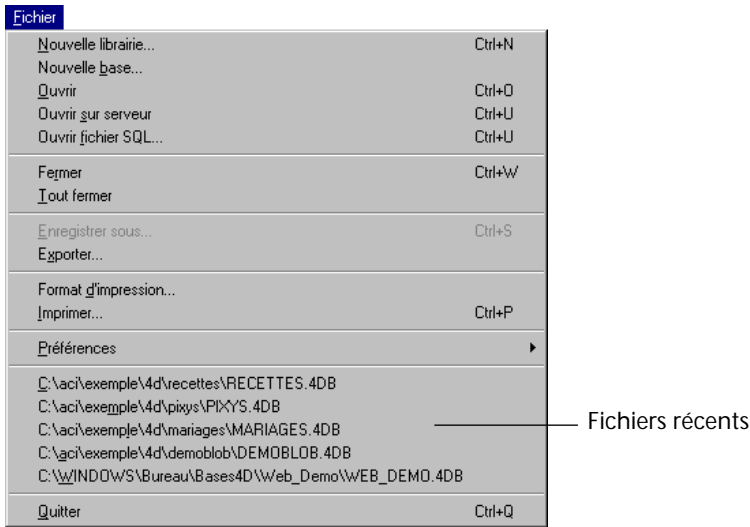 Fichier
Nouvelle librairie... Ctrl+N
Nouvelle base...
Ouvrir Ctrl+O
Ouvrir sur serveur Ctrl+U
Ouvrir fichier SQL... Ctrl+U
Fermer Ctrl+W
Tout fermer
Enregistrer sous... Ctrl+S
Exporter...
Format d'impression...
Imprimer... Ctrl+P
Préférences
C:\aci\exemple\4d\recettes\RECETTES.4DB
C:\aci\exemple\4d\pixys\PIXYS.4DB
C:\aci\exemple\4d\mariages\MARIAGES.4DB
Fichiers récents
C:\aci\exemple\4d\demoblob\DEMOBLOB.4DB
C:\WINDOWS\Bureau\Bases4D\Web_Demo\WEB_DEMO.4DB
Quitter Ctrl+Q